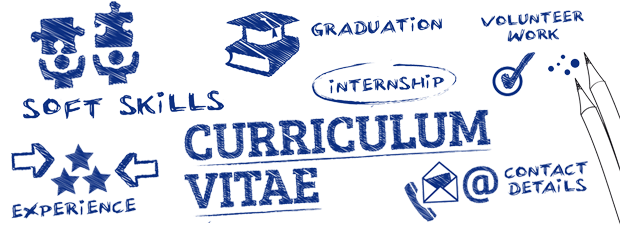 GRADUATION
VOLUNTEER
WORK
INTERNSHIP
SOFT SKILLS
CURRICULUM
VITAE
EXPERIENCE
@ CONTACT
DETAILS